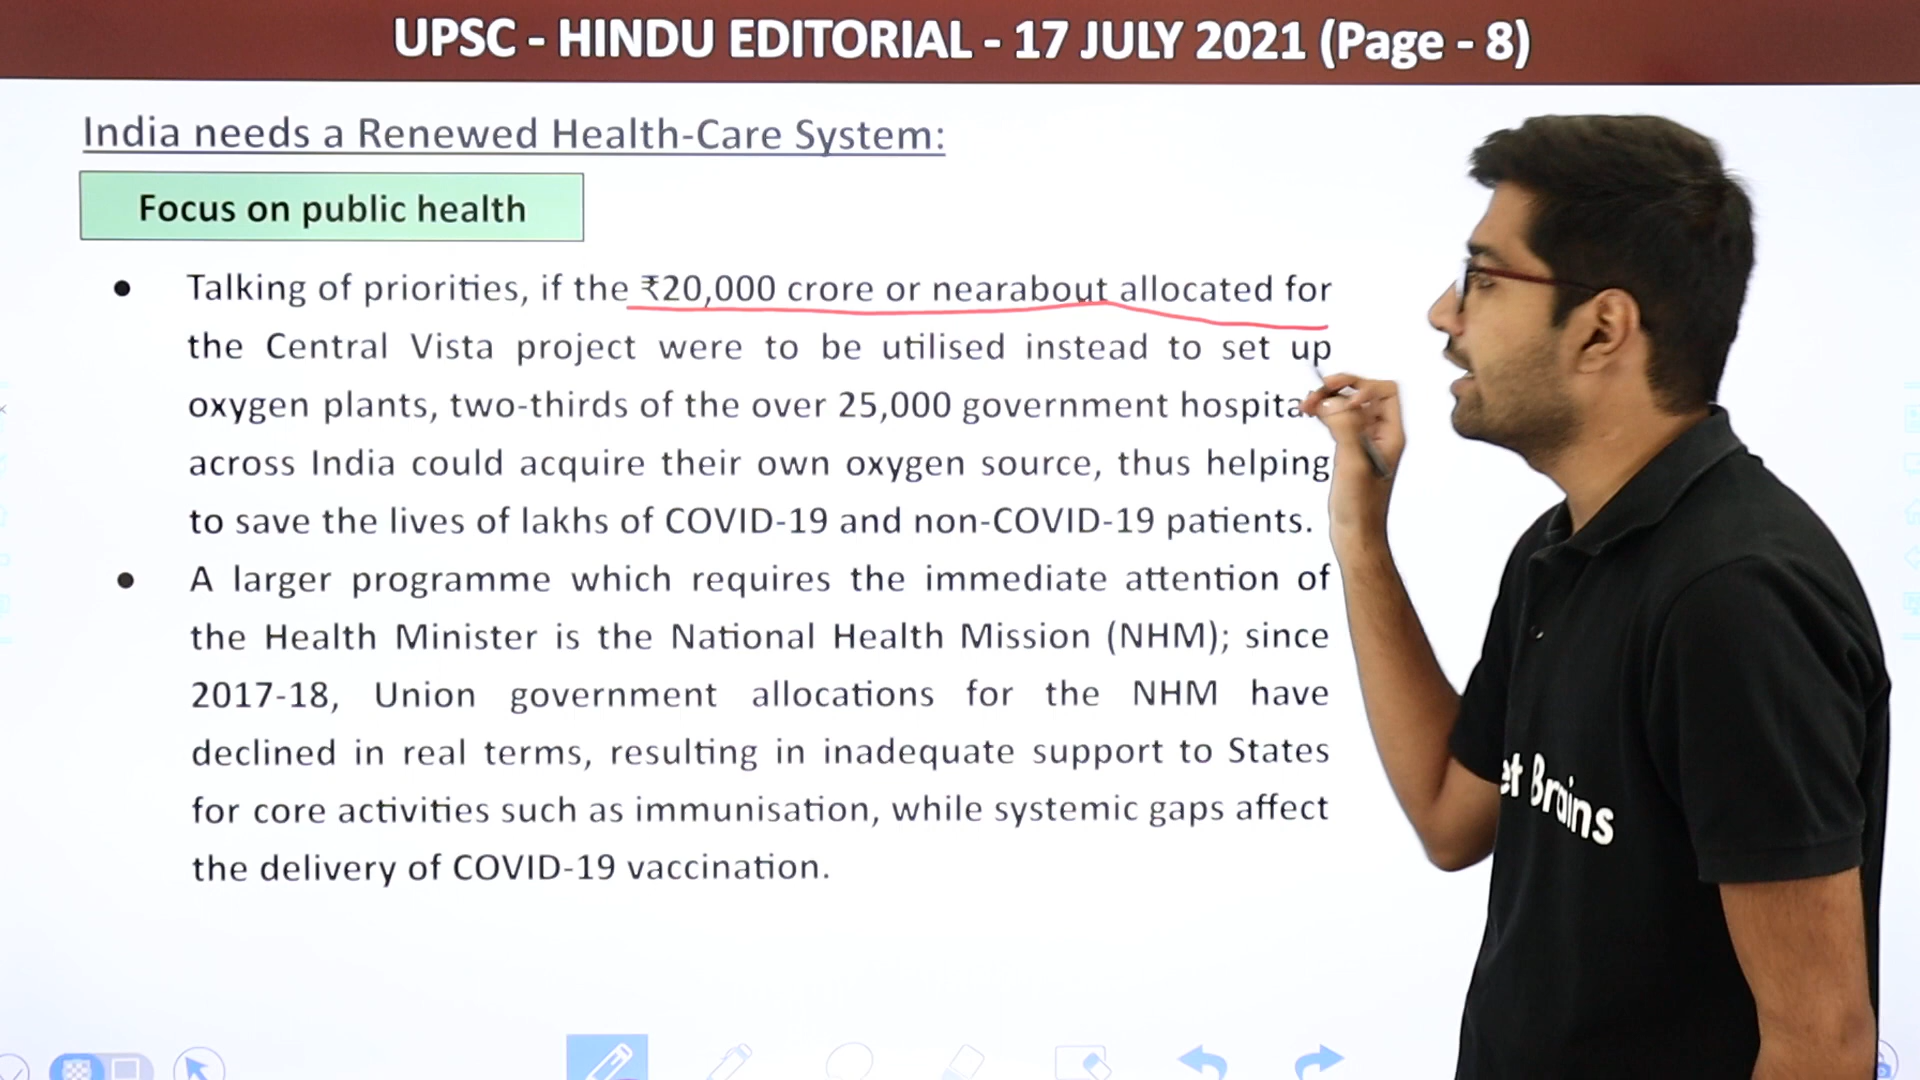 UPSC - HINDU EDITORIAL - 17 JULY 2021 (Page - 8)
India needs a Renewed Health-Care System:
Focus on public health
● Talking of priorities, if the ₹20,000 crore or nearabout allocated for
the Central Vista project were to be utilised instead to set up
oxygen plants, two-thirds of the over 25,000 government
across India could acquire their own oxygen source, thus helping
to save the lives of lakhs of COVID-19 and non-COVID-19 patients.
● A larger programme which requires the immediate attention of
the Health Minister is the National Health Mission (NHM); since
2017-18, Union government allocations for the NHM have
declined in real terms, resulting in inadequate support to States
for core activities such as immunisation, while systemic gaps affect
the delivery of COVID-19 vaccination.
Brains